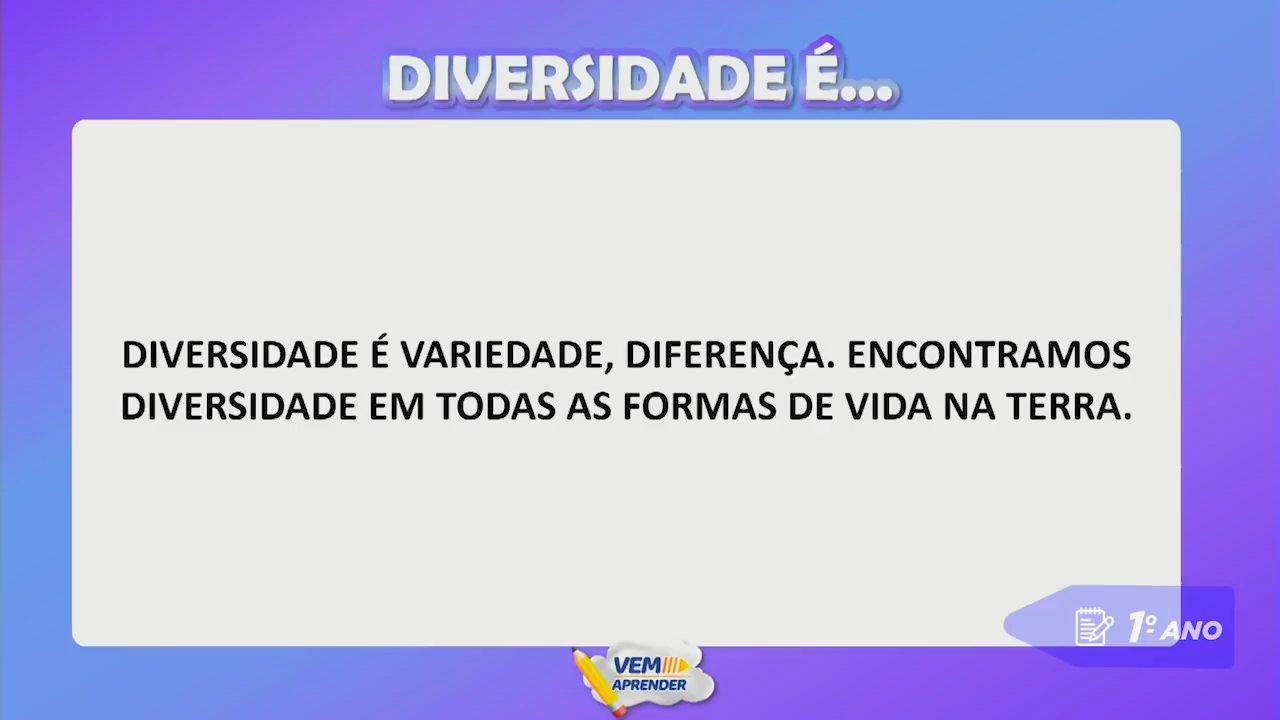 DIVERSIDADE É...
DIVERSIDADE É VARIEDADE, DIFERENÇA. ENCONTRAMOS
DIVERSIDADE EM TODAS AS FORMAS DE VIDA NA TERRA.
1º ANO
VEM
APRENDER